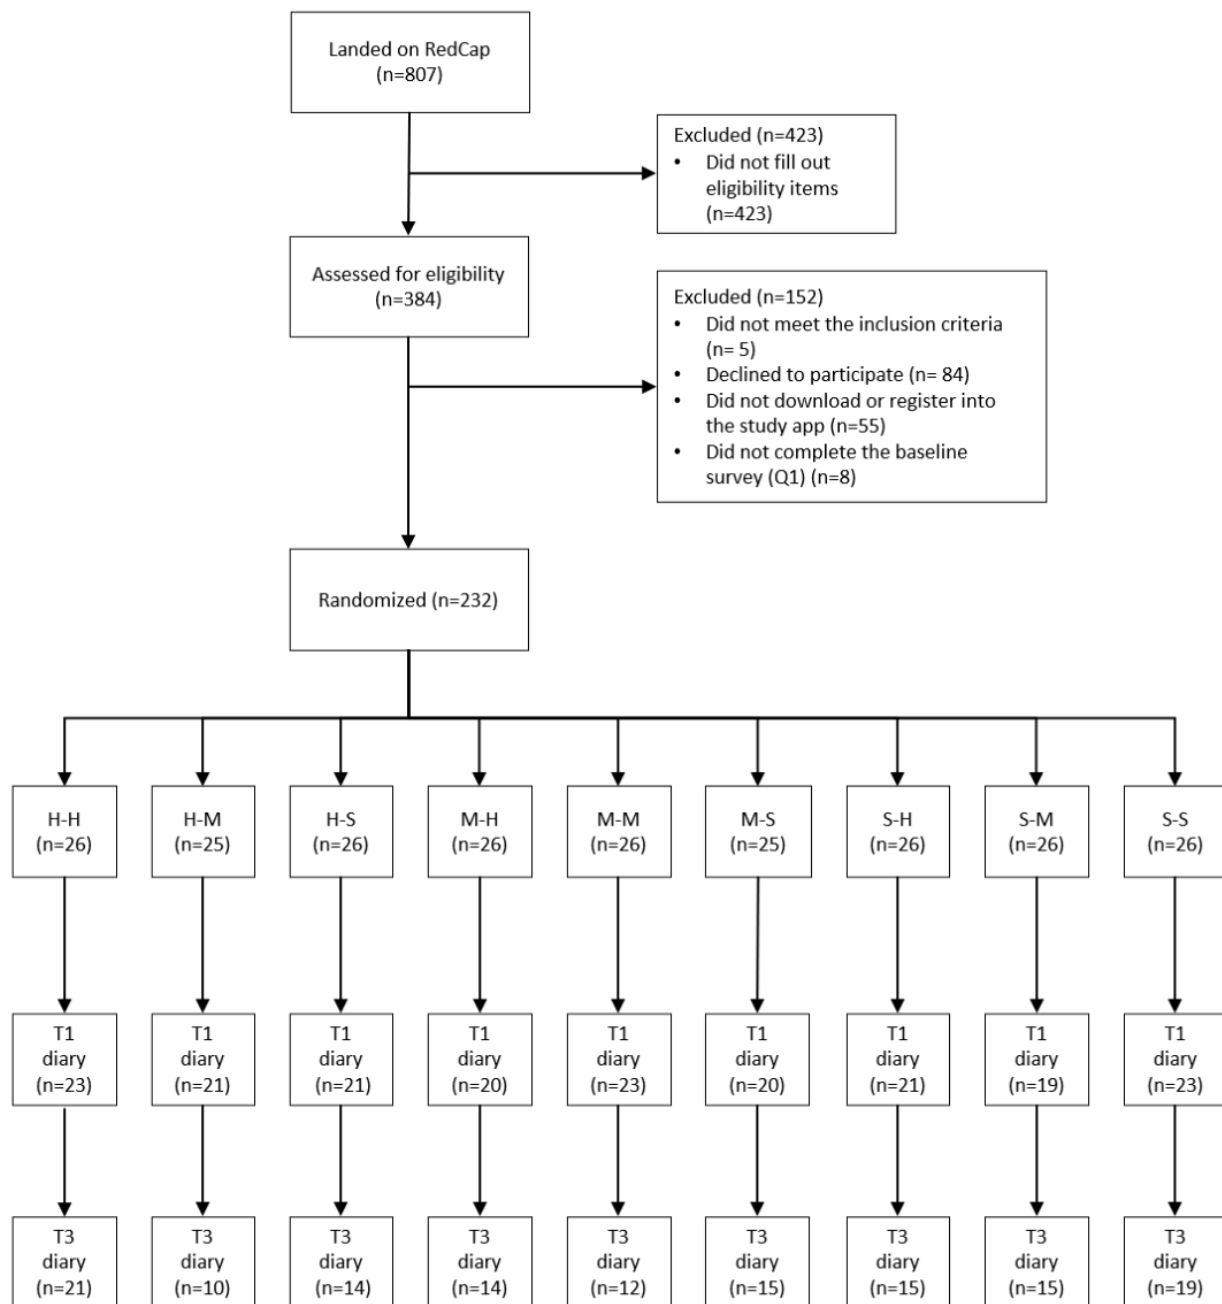 Landed on RedCap
(n=807)
Excluded (n=423)
• Did not fill out
eligibility items
(n=423)
Assessed for eligibility
(n=384)
Excluded (n=152)
• Did not meet the inclusion criteria
(n= 5)
• Declined to participate (n= 84)
• Did not download or register into
the study app (n=55)
• Did not complete the baseline
survey (Q1) (n=8)
Randomized (n=232)
H-H
(n=26)
H-M
(n=25)
H-S
(n=26)
M-H
(n=26)
M-M
(n=26)
M-S
(n=25)
S-H
(n=26)
S-M
(n=26)
S-S
(n=26)
T1
diary
(n=23)
T1
diary
(n=21)
T1
diary
(n=21)
T1
diary
(n=20)
T1
diary
(n=23)
T1
diary
(n=20)
T1
diary
(n=21)
T1
diary
(n=19)
T1
diary
(n=23)
T3
diary
(n=21)
T3
diary
(n=10)
T3
diary
(n=14)
T3
diary
(n=14)
T3
diary
(n=12)
T3
diary
(n=15)
T3
diary
(n=15)
T3
diary
(n=15)
T3
diary
(n=19)